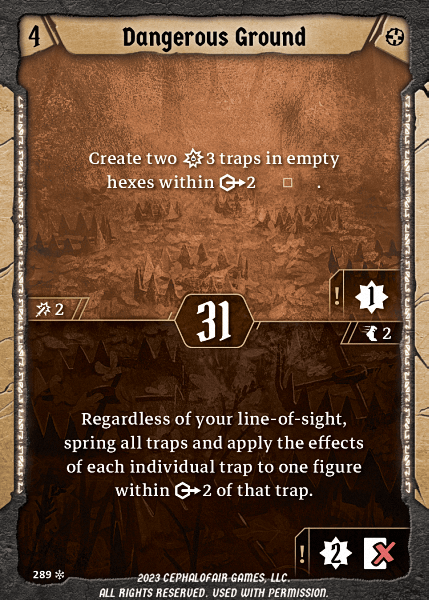 4 Dangerous Ground
Create two 3 traps in empty
hexes within 2 .
! 1
2
31
2
Regardless of your line-of-sight,
spring all traps and apply the effects
of each individual trap to one figure
within 2 of that trap.
! 2
289
2023 CEPHALOFAIR GAMES, LLC.
ALL RIGHTS RESERVED. USED WITH PERMISSION.